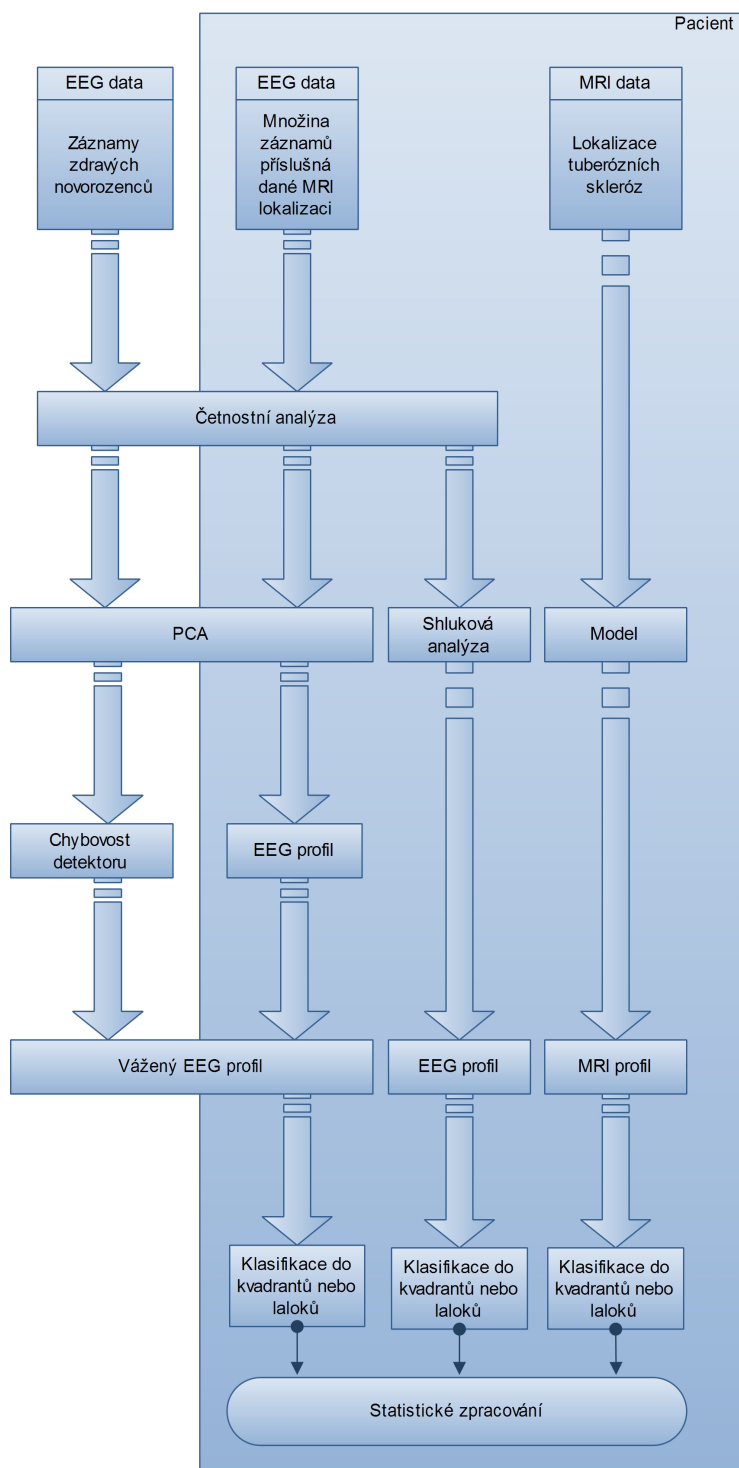 Pacient
EEG data
Záznamy
zdravých
novorozenců
EEG data
Množina
záznamů
příslušná
dané MRI
lokalizaci
MRI data
Lokalizace
tuberózních
skleróz
Četnostní analýza
PCA
Shluková
analýza
Model
Chybovost
detektoru
EEG profil
Vážený EEG profil
EEG profil
MRI profil
Klasifikace do
kvadrantů nebo
laloků
Klasifikace do
kvadrantů nebo
laloků
Klasifikace do
kvadrantů nebo
laloků
Statistické zpracování